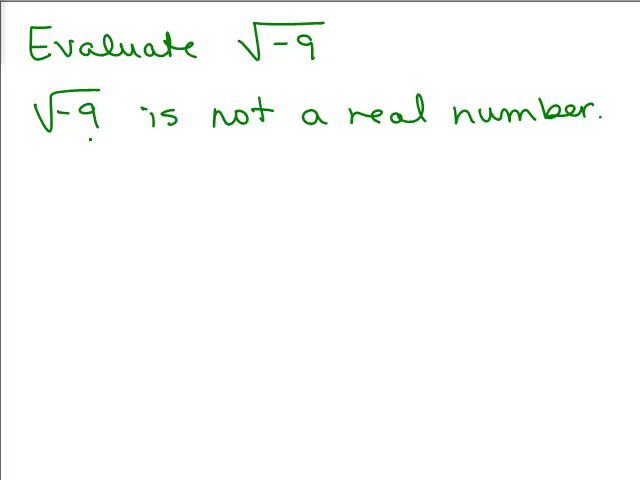 Evaluate √-9
√-9 is not a real number.